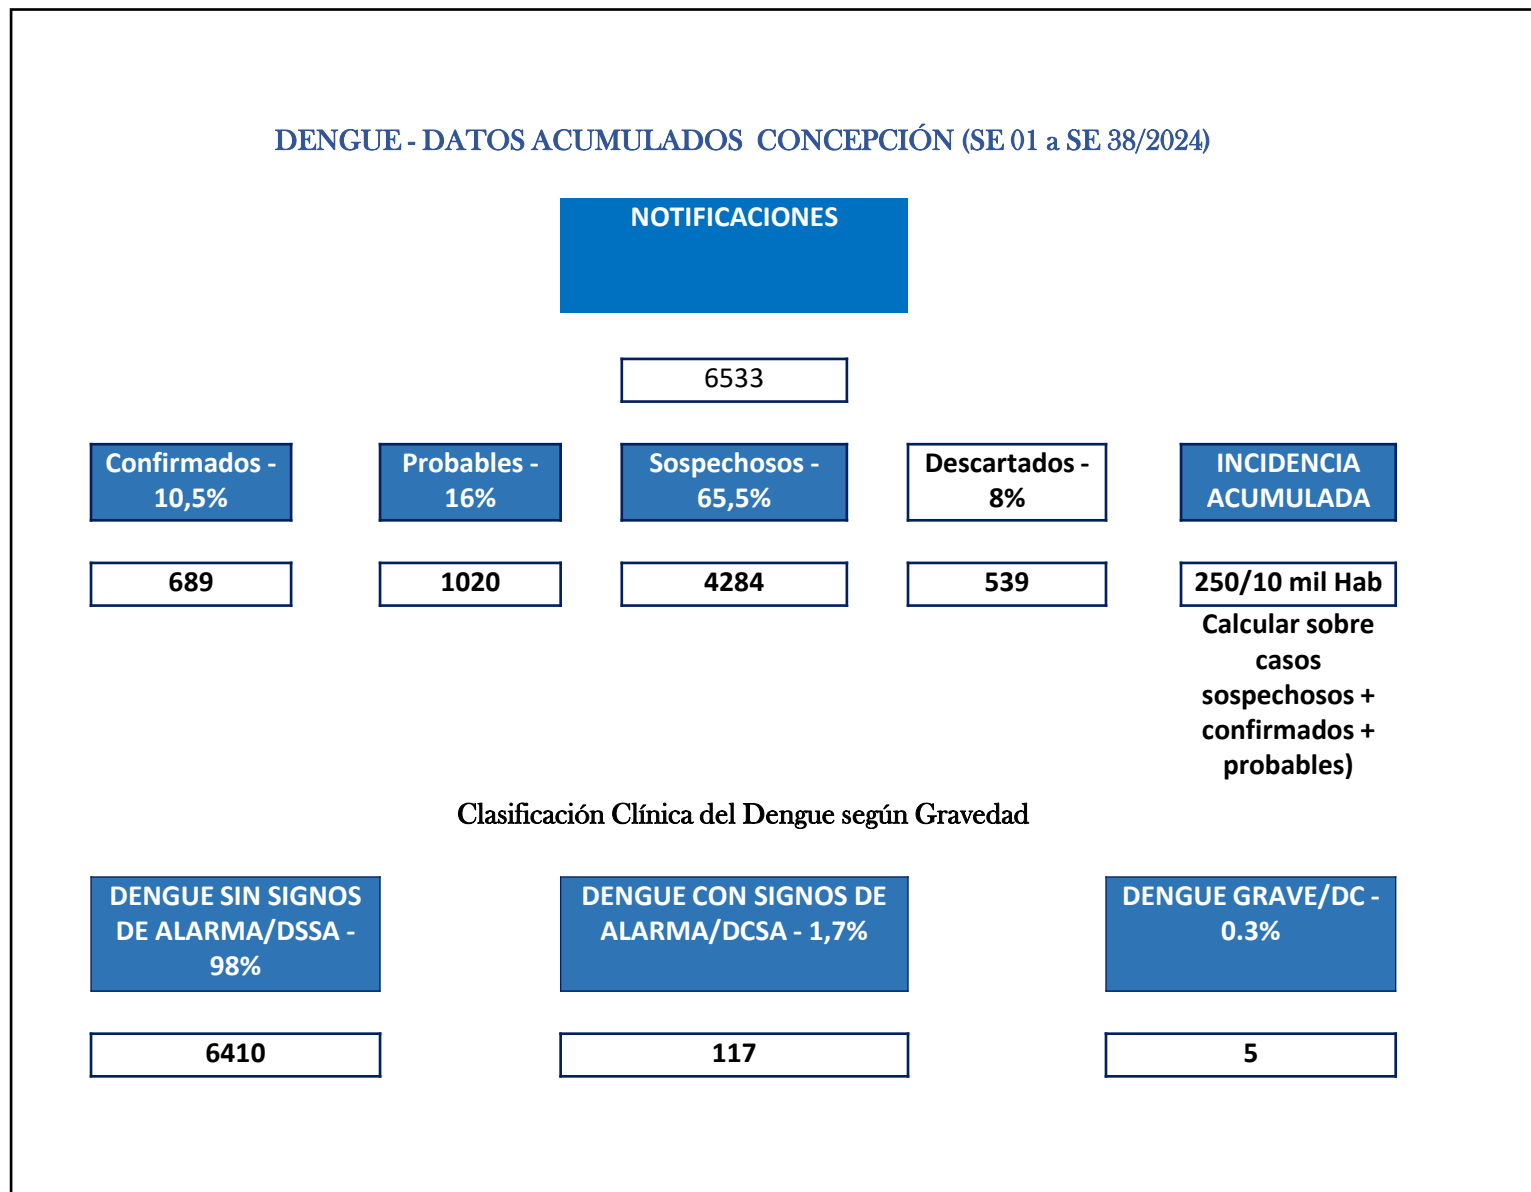 DENGUE - DATOS ACUMULADOS CONCEPCIÓN (SE 01 a SE 38/2024)
NOTIFICACIONES
6533
Confirmados -
10,5%
Probables -
16%
Sospechosos -
65,5%
Descartados -
8%
INCIDENCIA
ACUMULADA
689
1020
4284
539
250/10 mil Hab
Calcular sobre
casos
sospechosos +
confirmados +
probables)
Clasificación Clínica del Dengue según Gravedad
DENGUE SIN SIGNOS
DE ALARMA/DSSA -
98%
DENGUE CON SIGNOS DE
ALARMA/DCSA - 1,7%
DENGUE GRAVE/DC -
0.3%
6410
117
5